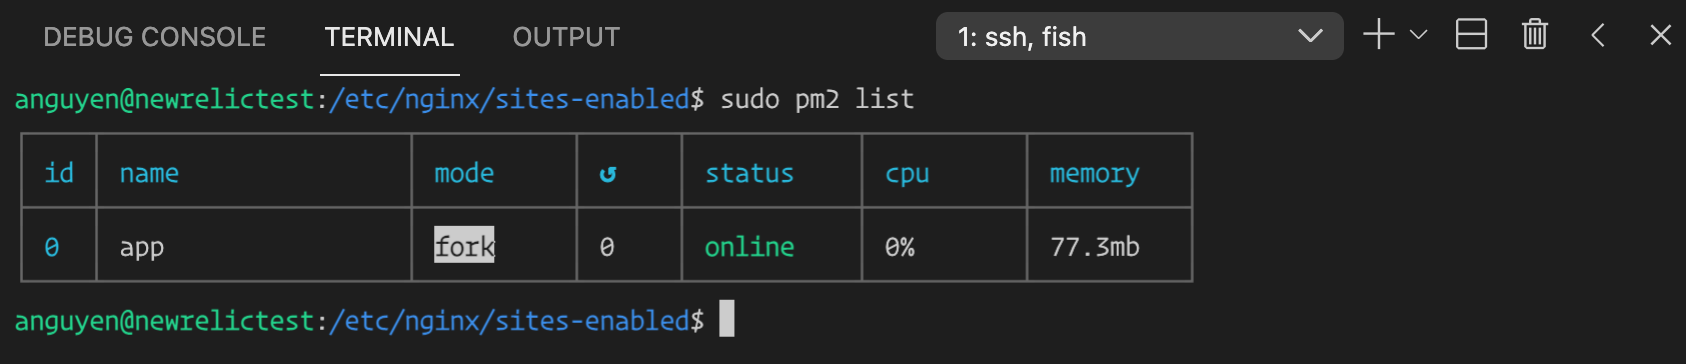 DEBUG CONSOLE TERMINAL OUTPUT 1: ssh, fish
anguyen@newrelictest:/etc/nginx/sites-enabled$ sudo pm2 list
id name mode ↺ status cpu memory
0 app fork 0 online 0% 77.3mb
anguyen@newrelictest:/etc/nginx/sites-enabled$